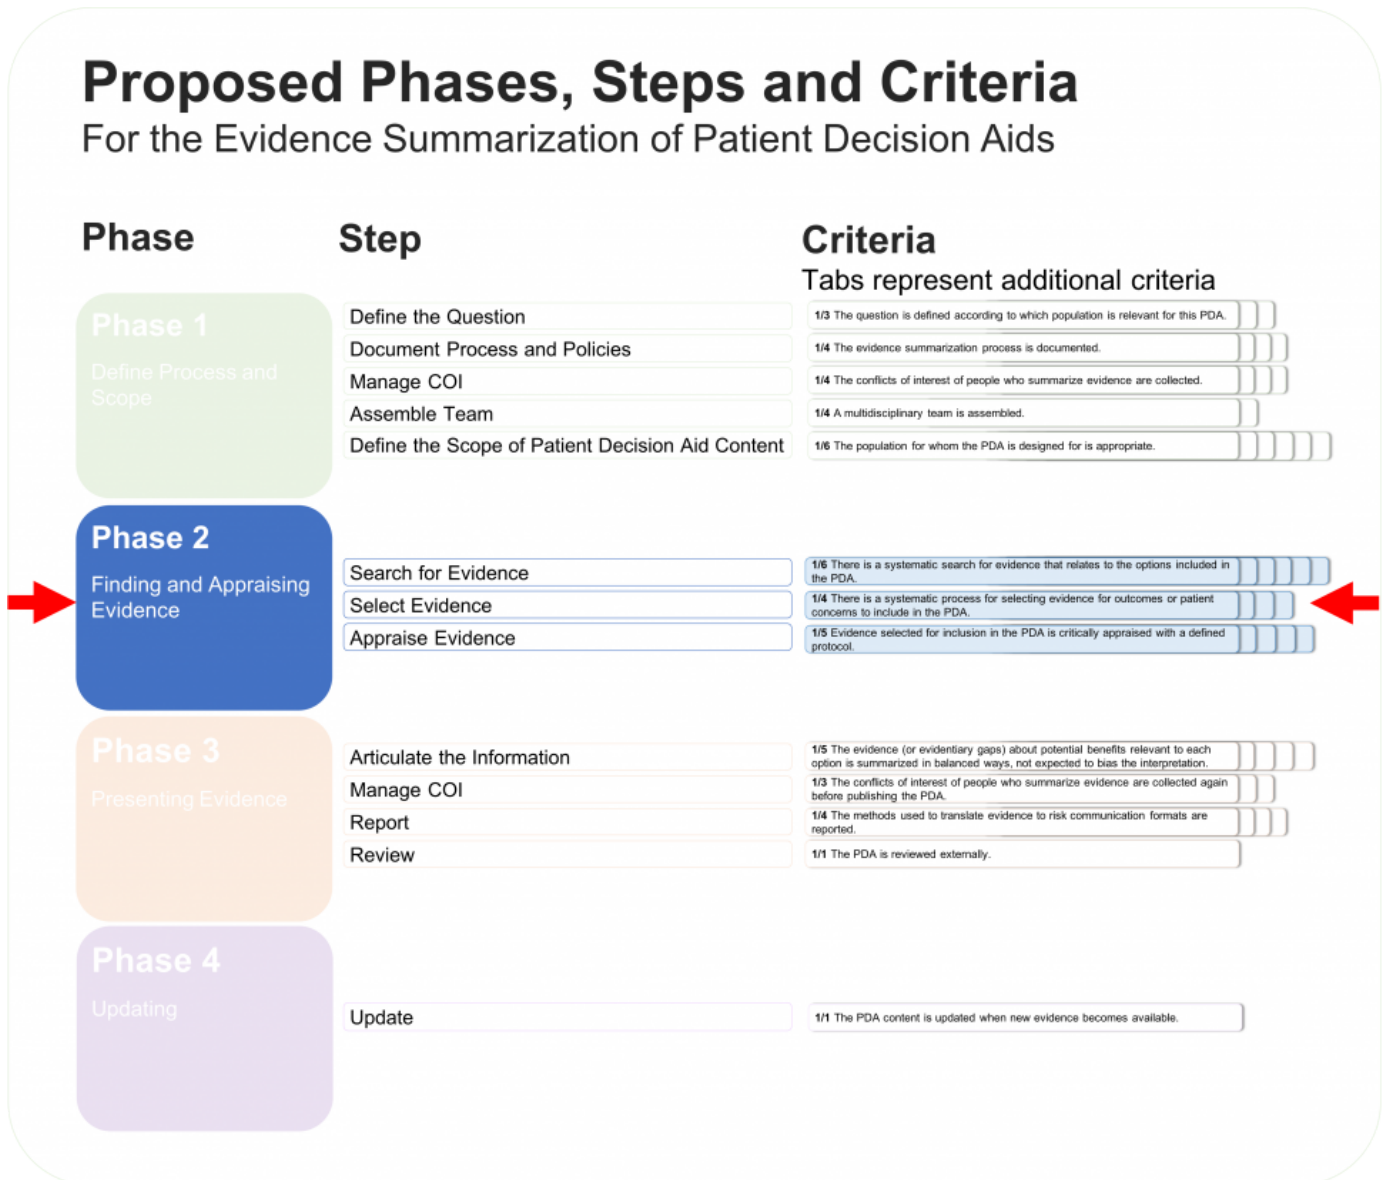 Proposed Phases, Steps and Criteria
For the Evidence Summarization of Patient Decision Aids
Phase
Step
Criteria
Tabs represent additional criteria
Phase 1
Define Process and
Scope
Define the Question
1/3 The question is defined according to which population is relevant for this PDA.
Document Process and Policies
1/4 The evidence summarization process is documented.
Manage COI
1/4 The conflicts of interest of people who summarize evidence are collected.
Assemble Team
1/4 A multidisciplinary team is assembled.
Define the Scope of Patient Decision Aid Content
1/6 The population for whom the PDA is designed for is appropriate.
Phase 2
Finding and Appraising
Evidence
Search for Evidence
1/6 There is a systematic search for evidence that relates to the options included in
the PDA.
Select Evidence
1/4 There is a systematic process for selecting evidence for outcomes or patient
concerns to include in the PDA.
Appraise Evidence
1/5 Evidence selected for inclusion in the PDA is critically appraised with a defined
protocol.
Phase 3
Presenting Evidence
Articulate the Information
1/5 The evidence (or evidentiary gaps) about potential benefits relevant to each
option is summarized in balanced ways, not expected to bias the interpretation.
Manage COI
1/3 The conflicts of interest of people who summarize evidence are collected again
before publishing the PDA.
Report
1/4 The methods used to translate evidence to risk communication formats are
reported.
Review
1/1 The PDA is reviewed externally.
Phase 4
Updating
Update
1/1 The PDA content is updated when new evidence becomes available.